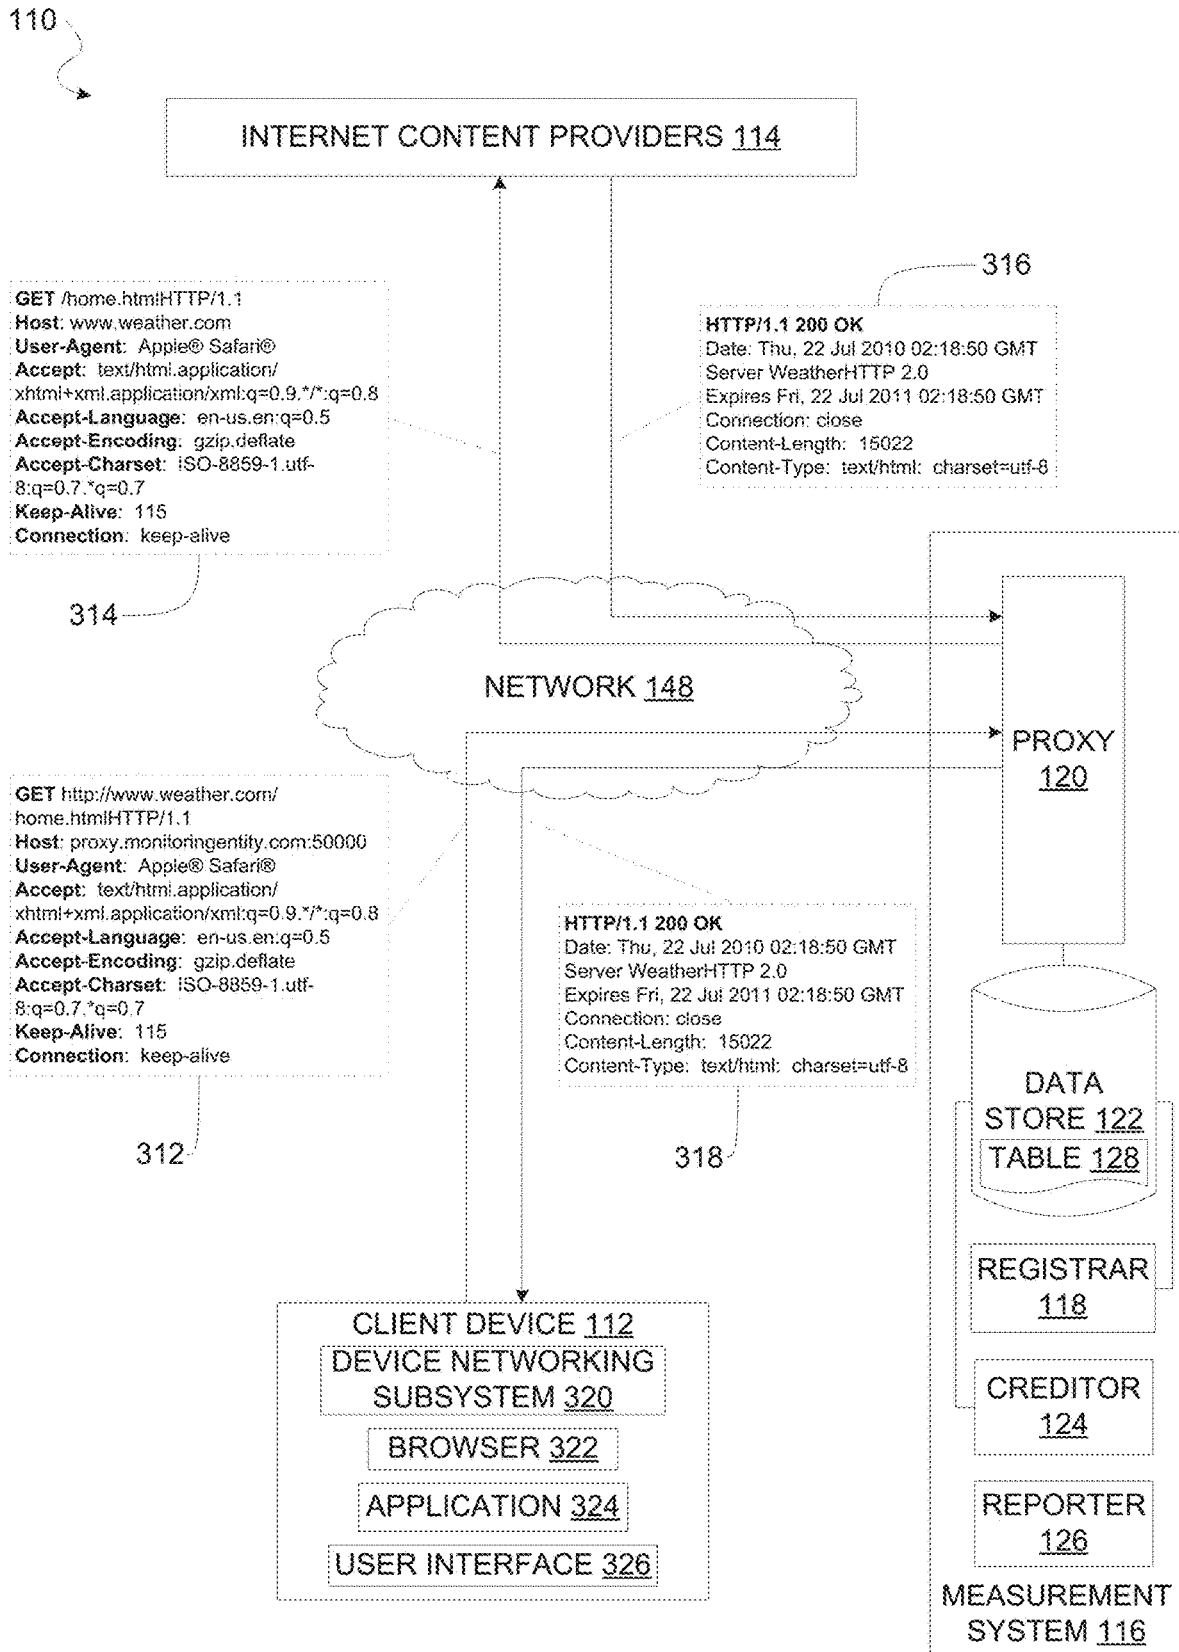 110
INTERNET CONTENT PROVIDERS 114
316
GET /home.htmlHTTP/1.1
Host: www.weather.com
User-Agent: Apple® Safari®
Accept: text/html.application/
xhtml+xml.application/xml:q=0.9.*/*:q=0.8
Accept-Language: en-us.en:q=0.5
Accept-Encoding: gzip.deflate
Accept-Charset: ISO-8859-1.utf-
8:q=0.7.*q=0.7
Keep-Alive: 115
Connection: keep-alive
314
HTTP/1.1 200 OK
Date: Thu, 22 Jul 2010 02:18:50 GMT
Server WeatherHTTP 2.0
Expires Fri, 22 Jul 2011 02:18:50 GMT
Connection: close
Content-Length: 15022
Content-Type: text/html: charset=utf-8
NETWORK 148
PROXY
120
GET http://www.weather.com/
home.htmlHTTP/1.1
Host: proxy.monitoringentity.com:50000
User-Agent: Apple® Safari®
Accept: text/html.application/
xhtml+xml.application/xml:q=0.9.*/*:q=0.8
Accept-Language: en-us.en:q=0.5
Accept-Encoding: gzip.deflate
Accept-Charset: ISO-8859-1.utf-
8:q=0.7.*q=0.7
Keep-Alive: 115
Connection: keep-alive
312
HTTP/1.1 200 OK
Date: Thu, 22 Jul 2010 02:18:50 GMT
Server WeatherHTTP 2.0
Expires Fri, 22 Jul 2011 02:18:50 GMT
Connection: close
Content-Length: 15022
Content-Type: text/html: charset=utf-8
318
DATA
STORE 122
TABLE 128
REGISTRAR
118
CREDITOR
124
REPORTER
126
MEASUREMENT
SYSTEM 116
CLIENT DEVICE 112
DEVICE NETWORKING
SUBSYSTEM 320
BROWSER 322
APPLICATION 324
USER INTERFACE 326